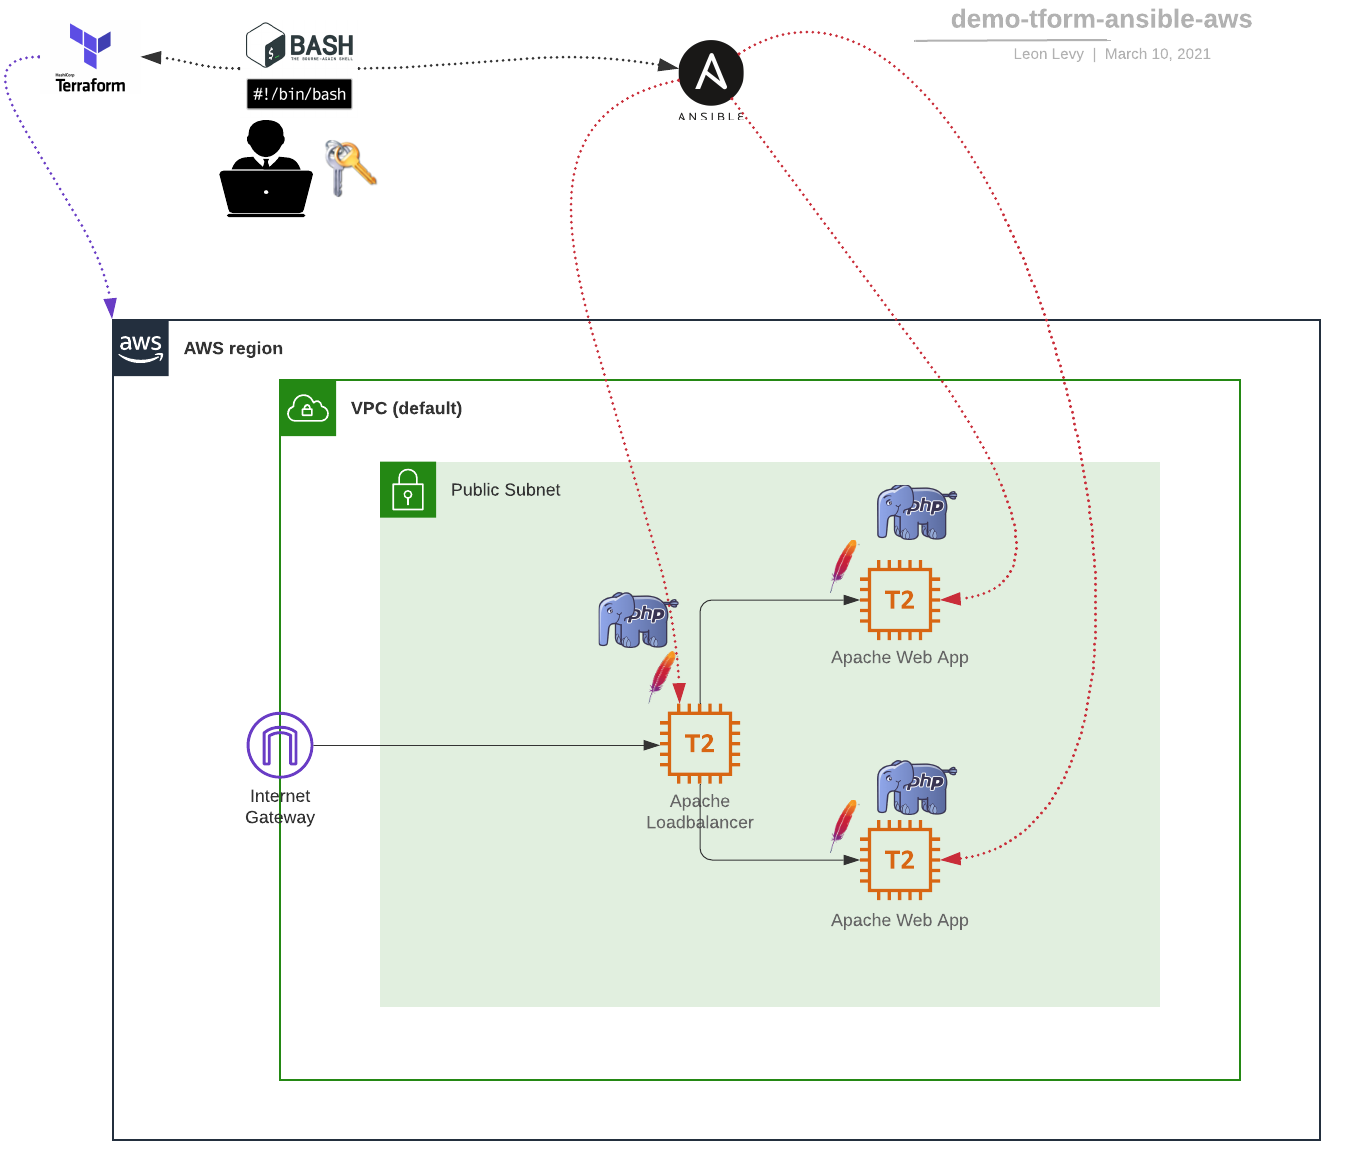 demo-tform-ansible-aws
Leon Levy | March 10, 2021
HashiCorp
Terraform
$_
BASH
THE BOURNE-AGAIN SHELL
#!/bin/bash
ANSIBLE
aws
AWS region
VPC (default)
Public Subnet
php
T2
Apache Web App
php
T2
Apache
Loadbalancer
Internet
Gateway
php
T2
Apache Web App